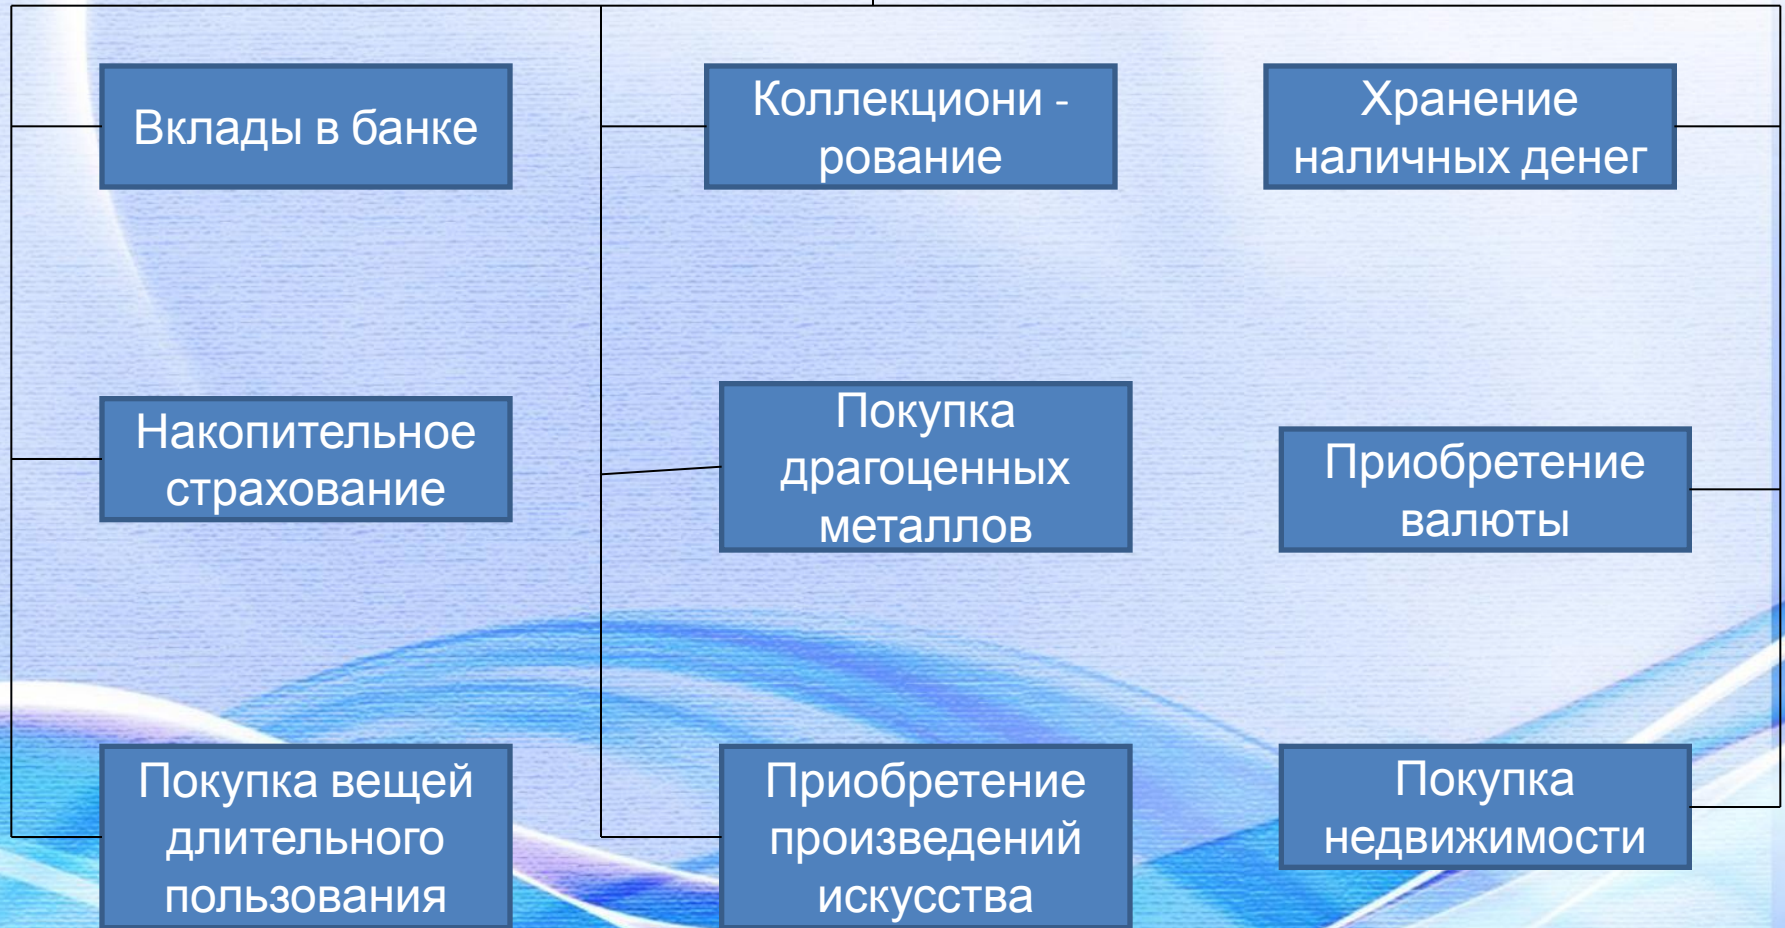 Вклады в банке
Коллекциони -
рование
Хранение
наличных денег
Накопительное
страхование
Покупка
драгоценных
металлов
Приобретение
валюты
Покупка вещей
длительного
пользования
Приобретение
произведений
искусства
Покупка
недвижимости